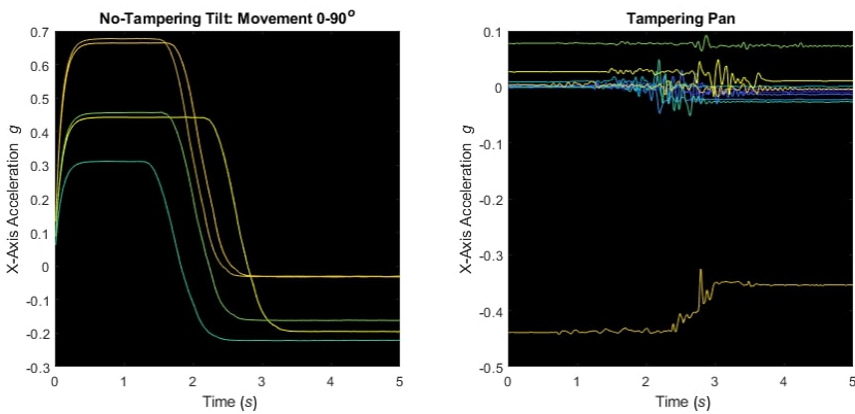 No-Tampering Tilt: Movement 0-90°
0.7
0.6
0.5
0.4
0.3
0.2
0.1
0
-0.1
-0.2
-0.3
X-Axis Acceleration g
0 1 2 3 4 5
Time (s)
Tampering Pan
0.1
0
-0.1
-0.2
-0.3
-0.4
-0.5
X-Axis Acceleration g
0 1 2 3 4 5
Time (s)